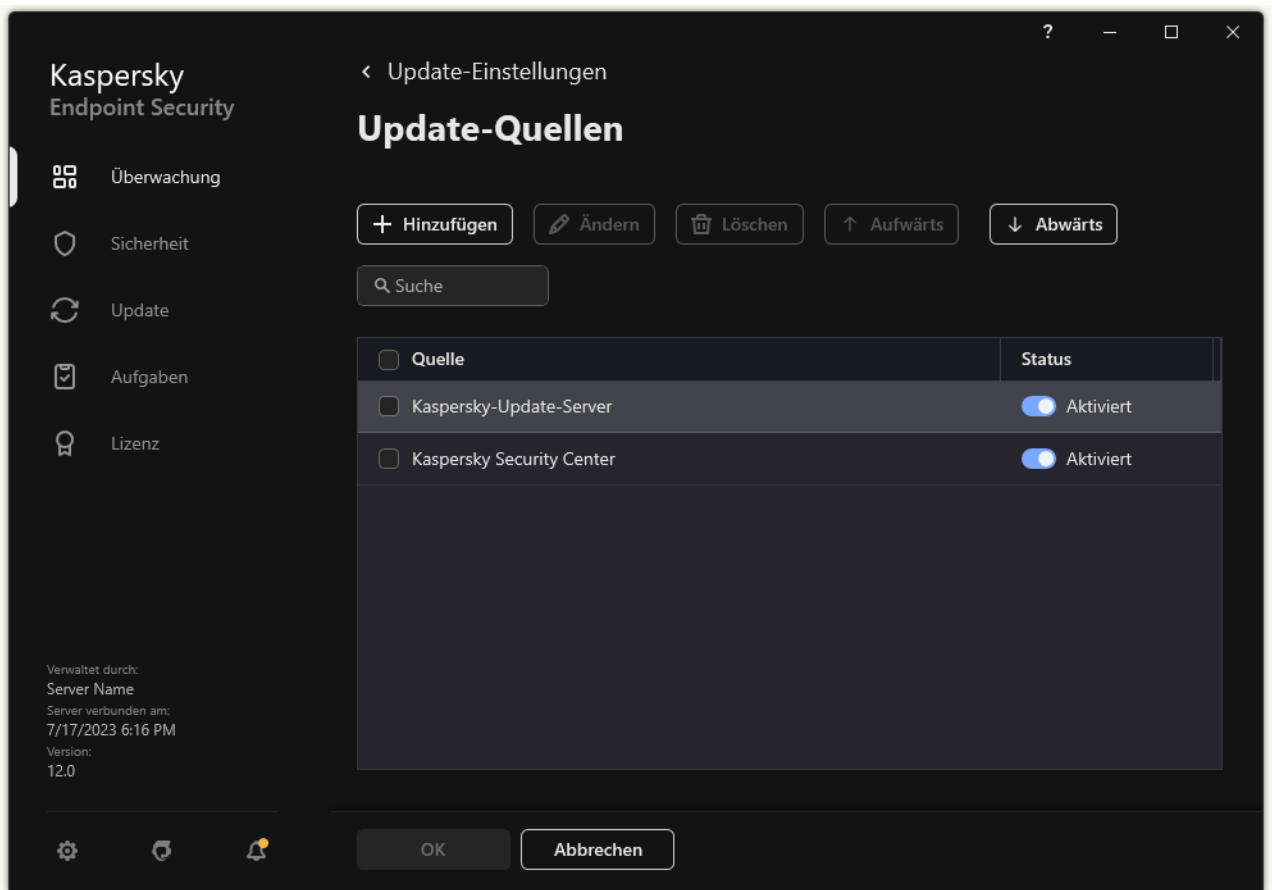 ?
Kaspersky
Endpoint Security
Überwachung
Sicherheit
Update
Aufgaben
Lizenz
Verwaltet durch:
Server Name
Server verbunden am:
7/17/2023 6:16 PM
Version:
12.0
Update-Einstellungen
Update-Quellen
Hinzufügen Ändern Löschen Aufwärts Abwärts
Suche
Quelle Status
Kaspersky-Update-Server Aktiviert
Kaspersky Security Center Aktiviert
OK Abbrechen